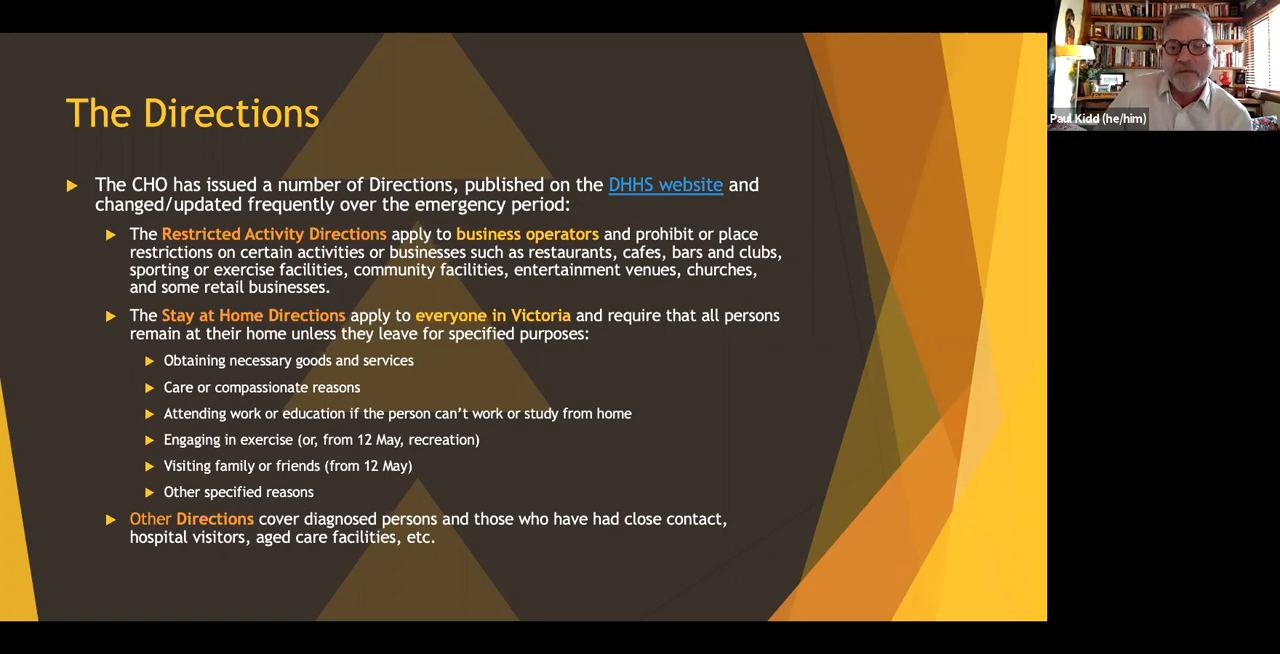 The Directions
The CHO has issued a number of Directions, published on the DHHS website and
changed/updated frequently over the emergency period:
The Restricted Activity Directions apply to business operators and prohibit or place
restrictions on certain activities or businesses such as restaurants, cafes, bars and clubs,
sporting or exercise facilities, community facilities, entertainment venues, churches,
and some retail businesses.
The Stay at Home Directions apply to everyone in Victoria and require that all persons
remain at their home unless they leave for specified purposes:
Obtaining necessary goods and services
Care or compassionate reasons
Attending work or education if the person can’t work or study from home
Engaging in exercise (or, from 12 May, recreation)
Visiting family or friends (from 12 May)
Other specified reasons
Other Directions cover diagnosed persons and those who have had close contact,
hospital visitors, aged care facilities, etc.
Paul Kidd (he/him)